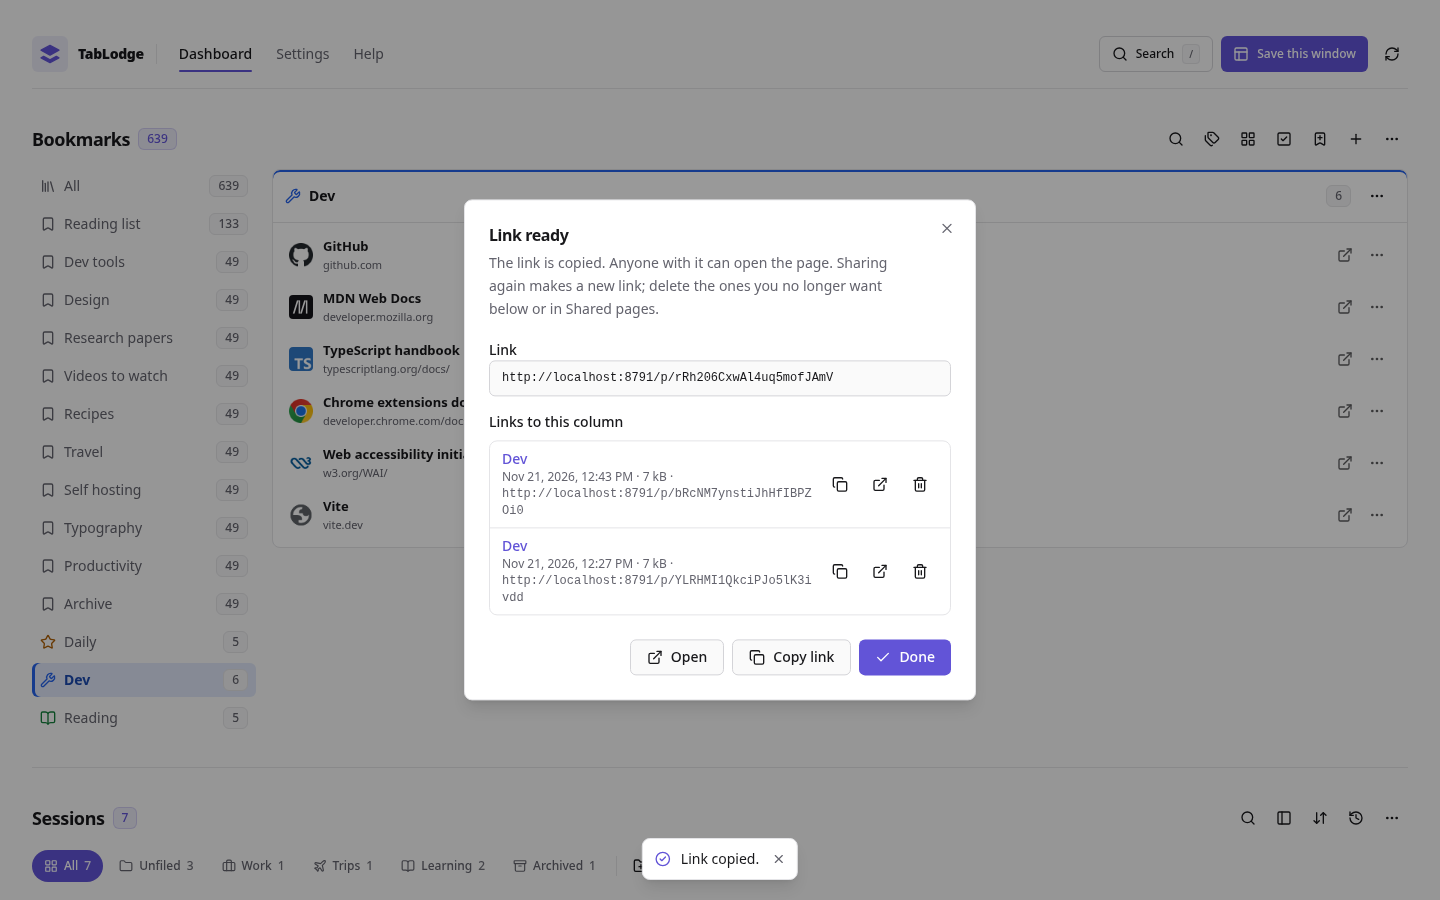 TabLodge
Dashboard
Settings
Help
Search /
Save this window
Bookmarks 639
All 639
Reading list 133
Dev tools 49
Design 49
Research papers 49
Videos to watch 49
Recipes 49
Travel 49
Self hosting 49
Typography 49
Productivity 49
Archive 49
Daily 5
Dev 6
Reading 5
Dev 6
GitHub
github.com
MDN Web Docs
developer.mozilla.org
TypeScript handbook
typescriptlang.org/docs/
Chrome extensions do
developer.chrome.com/doc
Web accessibility initi
w3.org/WAI/
Vite
vite.dev
Link ready
The link is copied. Anyone with it can open the page. Sharing
again makes a new link; delete the ones you no longer want
below or in Shared pages.
Link
http://localhost:8791/p/rRh206CxwAl4uq5mofJAmV
Links to this column
Dev
Nov 21, 2026, 12:43 PM · 7 kB ·
http://localhost:8791/p/bRcNM7ynstiJhHfIBPZ
Oi0
Dev
Nov 21, 2026, 12:27 PM · 7 kB ·
http://localhost:8791/p/YLRHMI1QkciPJo5lK3i
vdd
Open
Copy link
Done
Sessions 7
All 7
Unfiled 3
Work 1
Trips 1
Learning 2
Archived 1
Link copied.